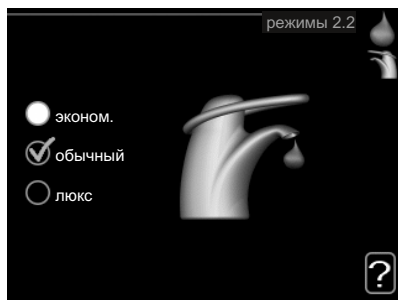 режимы 2.2
эконом.
обычный
люкс
?